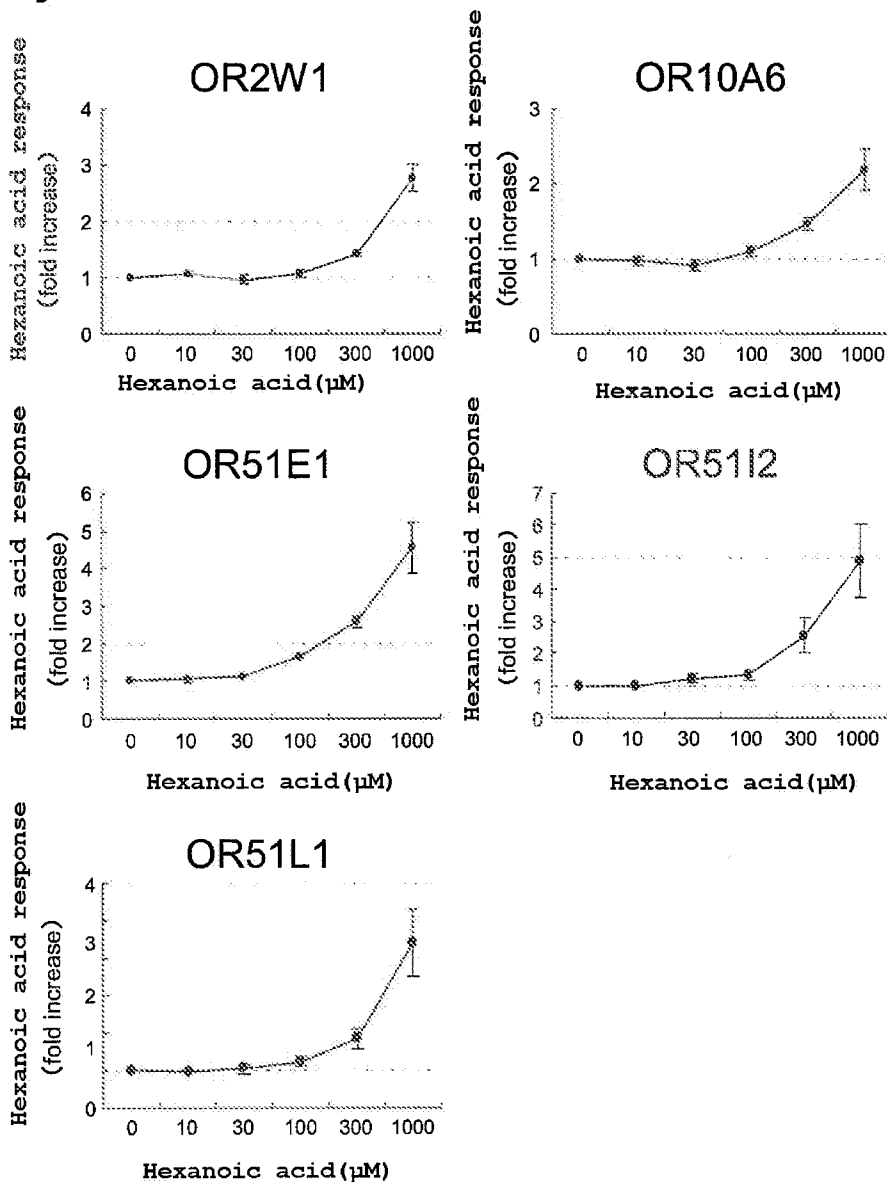 OR2W1
Hexanoic acid response
(fold increase)
4
3
2
1
0
0 10 30 100 300 1000
Hexanoic acid(µM)
OR10A6
Hexanoic acid response
(fold increase)
3
2
1
0
0 10 30 100 300 1000
Hexanoic acid(µM)
OR51E1
Hexanoic acid response
(fold increase)
6
5
4
3
2
1
0
0 10 30 100 300 1000
Hexanoic acid(µM)
OR51I2
Hexanoic acid response
(fold increase)
7
6
5
4
3
2
1
0
0 10 30 100 300 1000
Hexanoic acid(µM)
OR51L1
Hexanoic acid response
(fold increase)
4
3
2
1
0
0 10 30 100 300 1000
Hexanoic acid(µM)